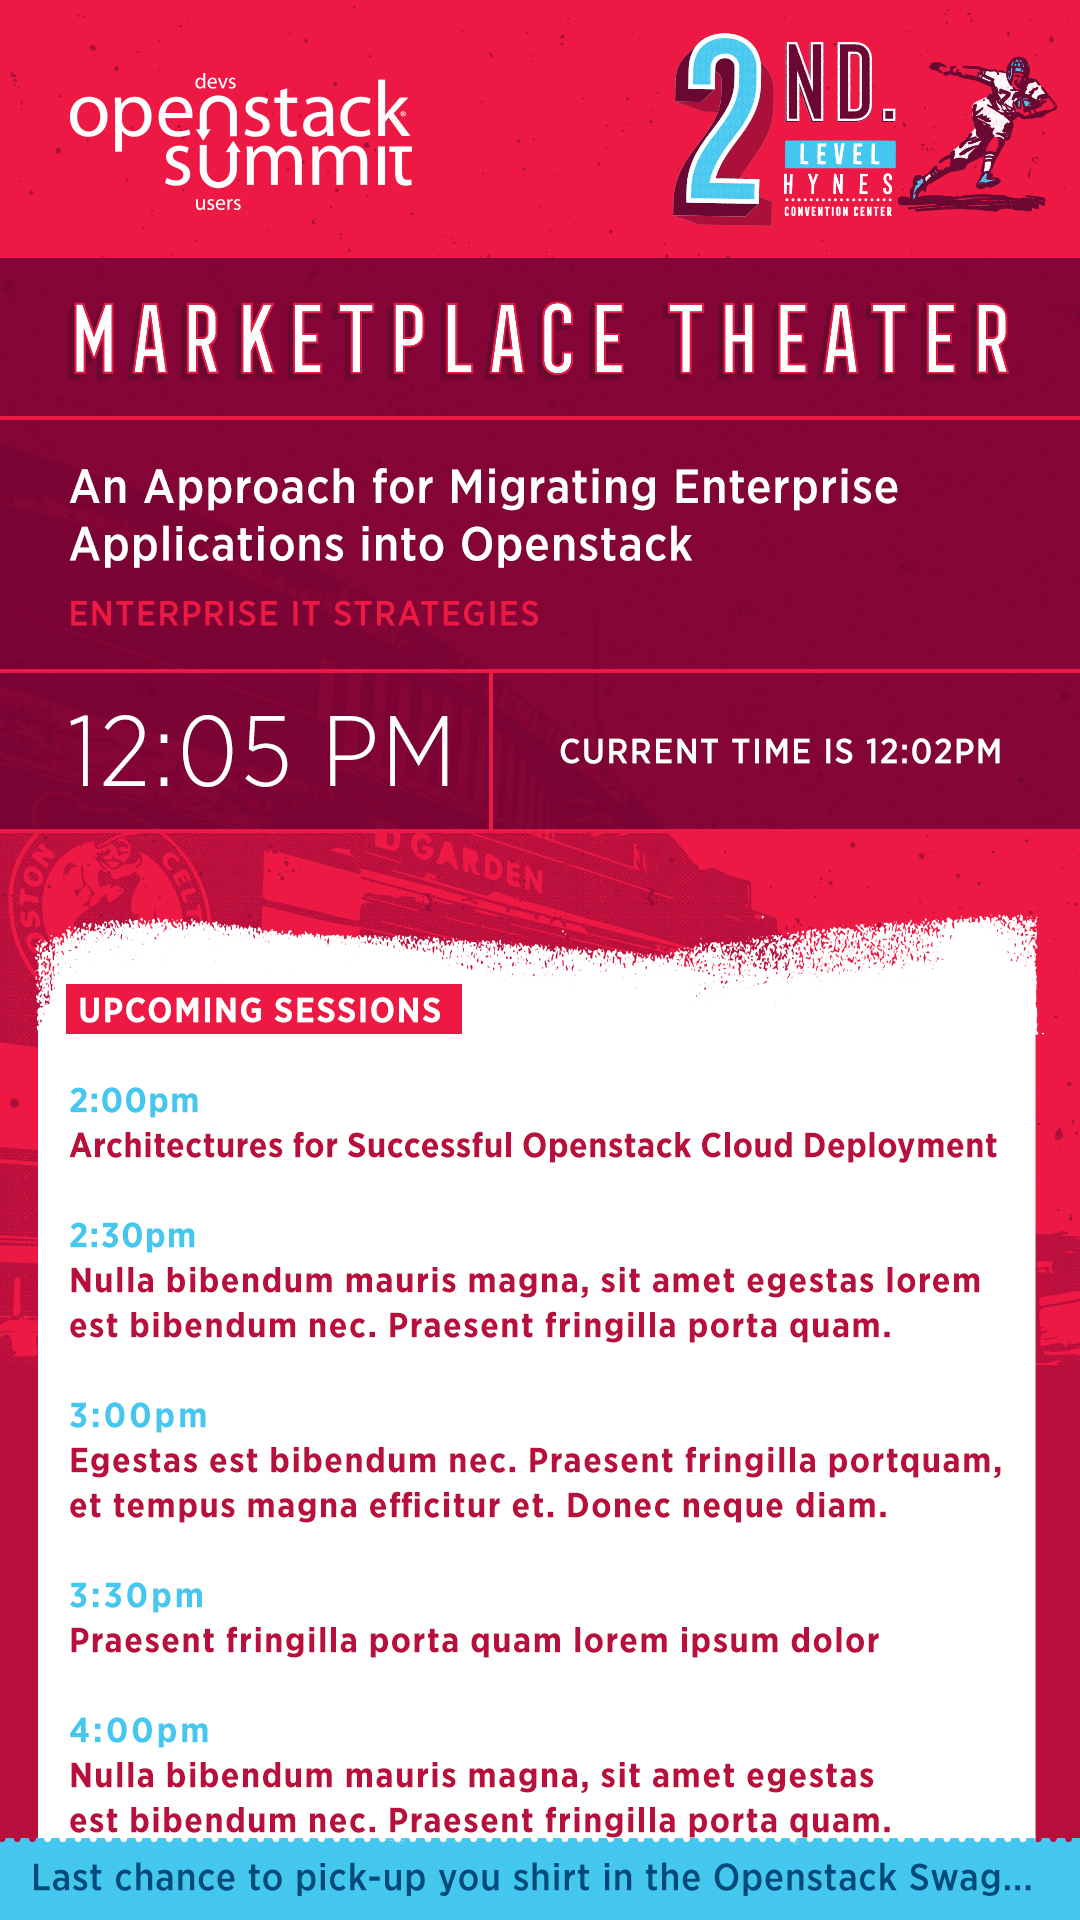 devs
openstack
summit
users
2ND.
LEVEL
HYNES
CONVENTION CENTER
MARKETPLACE THEATER
An Approach for Migrating Enterprise
Applications into Openstack
ENTERPRISE IT STRATEGIES
12:05 PM
CURRENT TIME IS 12:02PM
D GARDEN
UPCOMING SESSIONS
2:00pm
Architectures for Successful Openstack Cloud Deployment
2:30pm
Nulla bibendum mauris magna, sit amet egestas lorem
est bibendum nec. Praesent fringilla porta quam.
3:00pm
Egestas est bibendum nec. Praesent fringilla portquam,
et tempus magna efficitur et. Donec neque diam.
3:30pm
Praesent fringilla porta quam lorem ipsum dolor
4:00pm
Nulla bibendum mauris magna, sit amet egestas
est bibendum nec. Praesent fringilla porta quam.
Last chance to pick-up you shirt in the Openstack Swag...